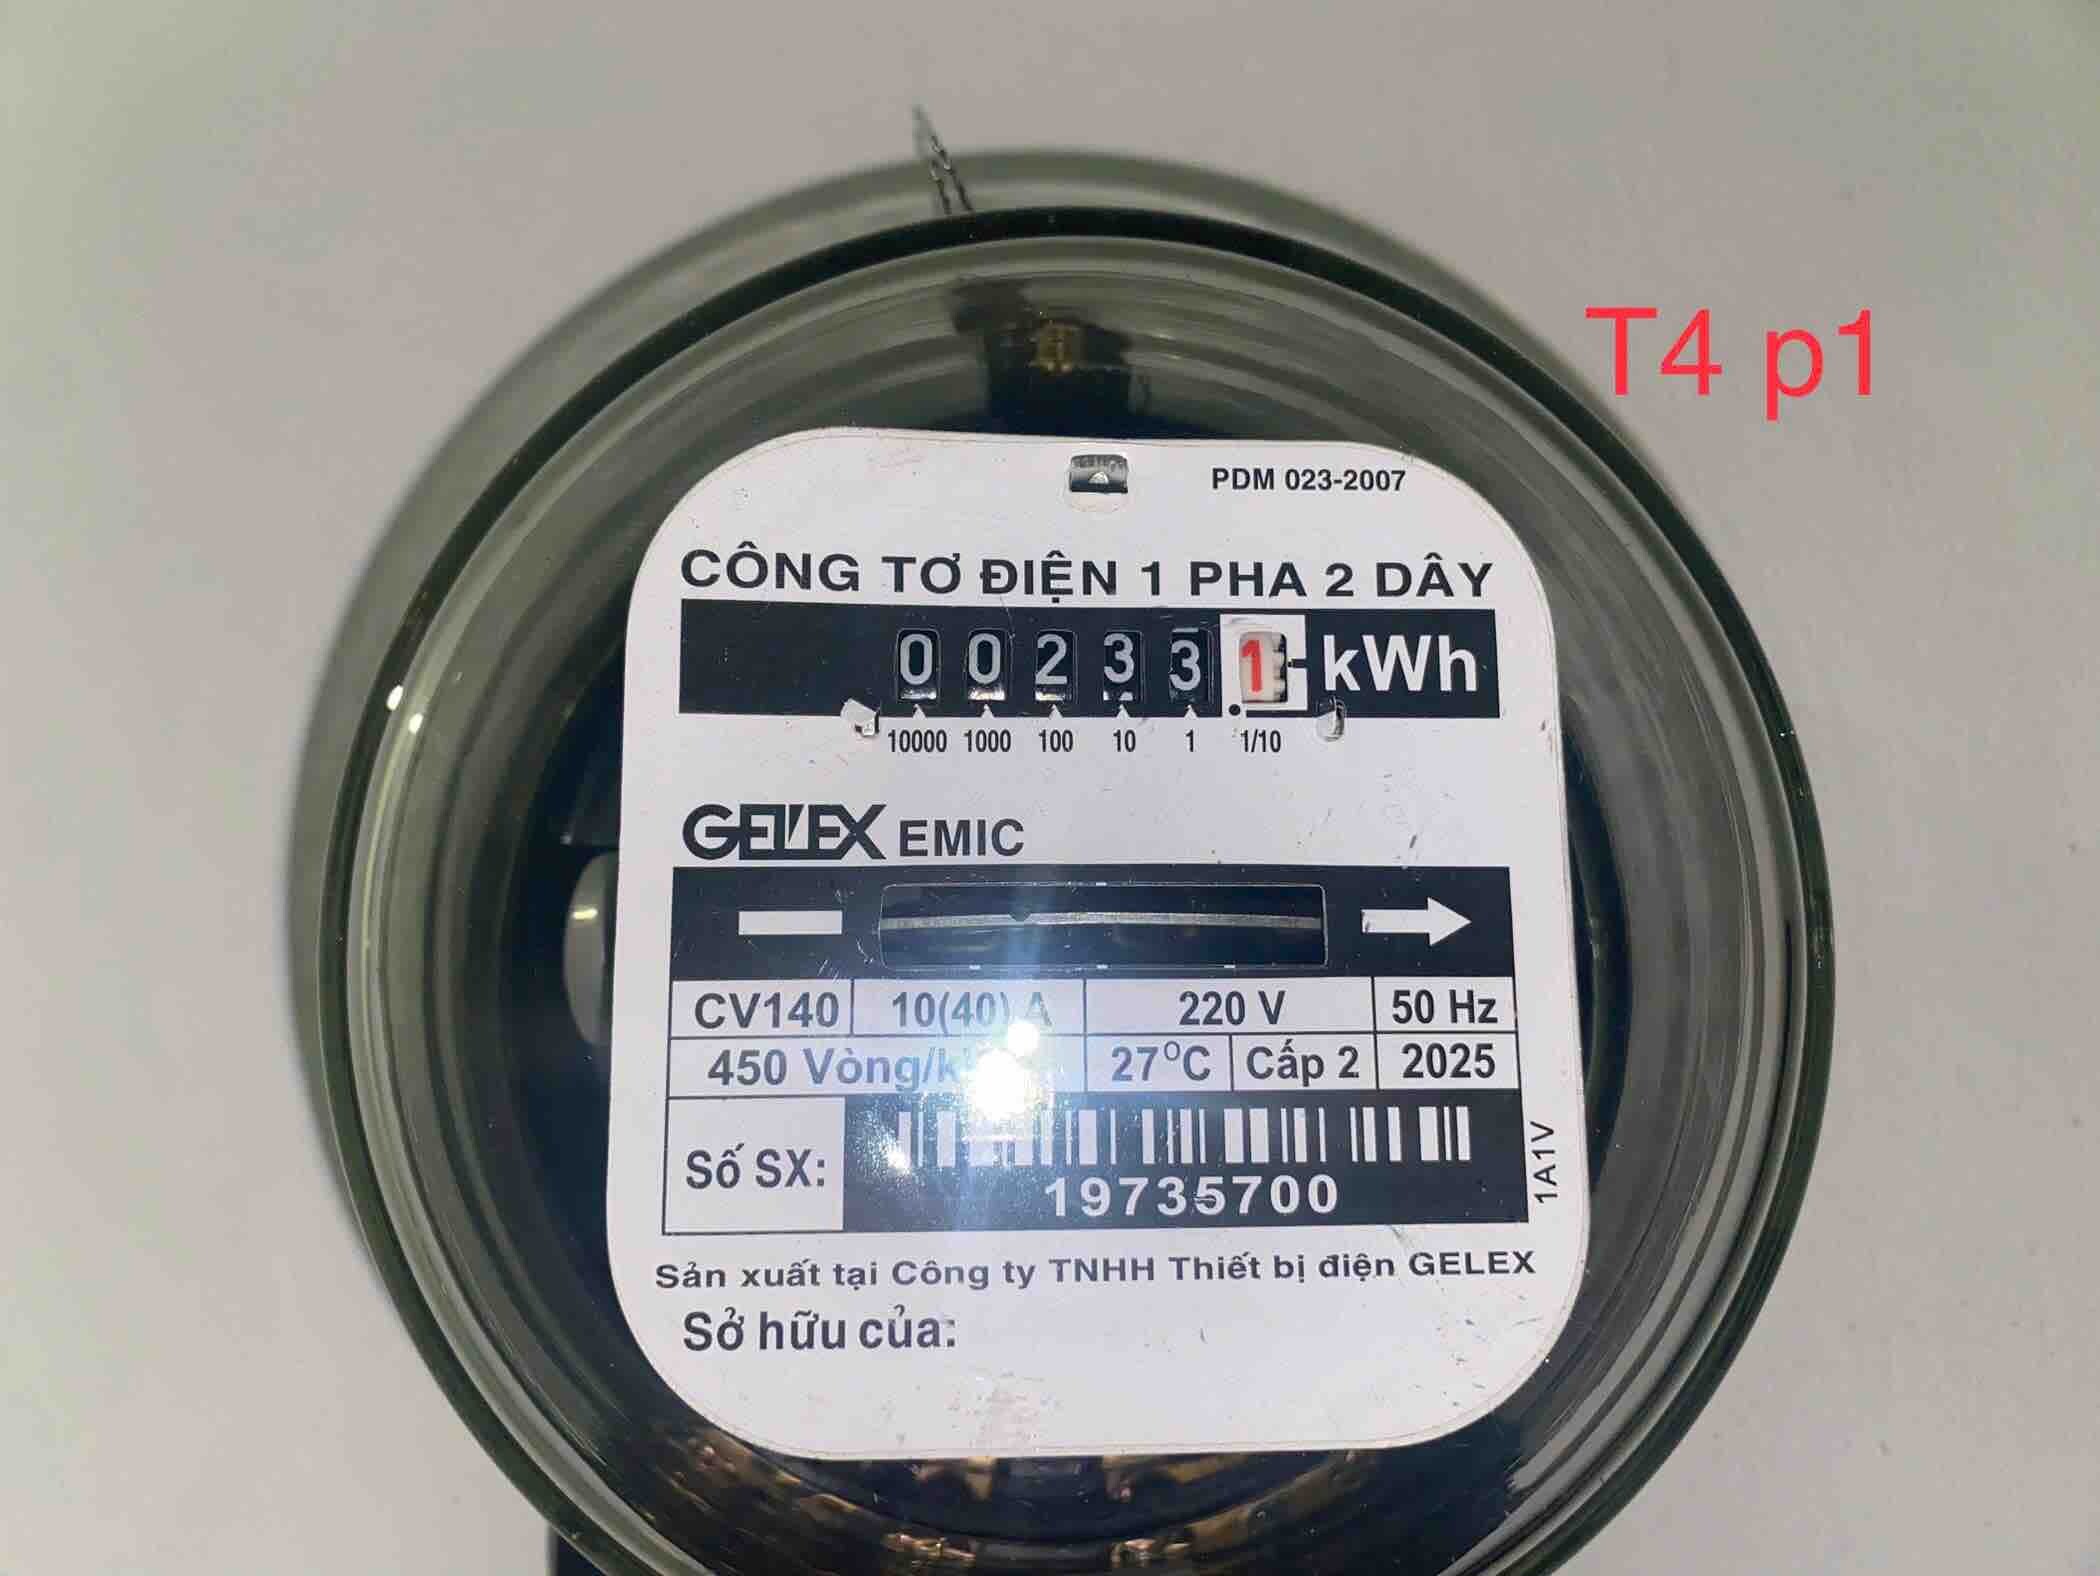 T4 p1
PDM 023-2007
CÔNG TƠ ĐIỆN 1 PHA 2 DÂY
0 0 2 3 3 1 kWh
10000 1000 100 10 1 1/10
GELEX EMIC
CV140 10(40) A 220 V 50 Hz
450 Vòng/k 27°C Cấp 2 2025
Số SX:
19735700
1A1V
Sản xuất tại Công ty TNHH Thiết bị điện GELEX
Sở hữu của: